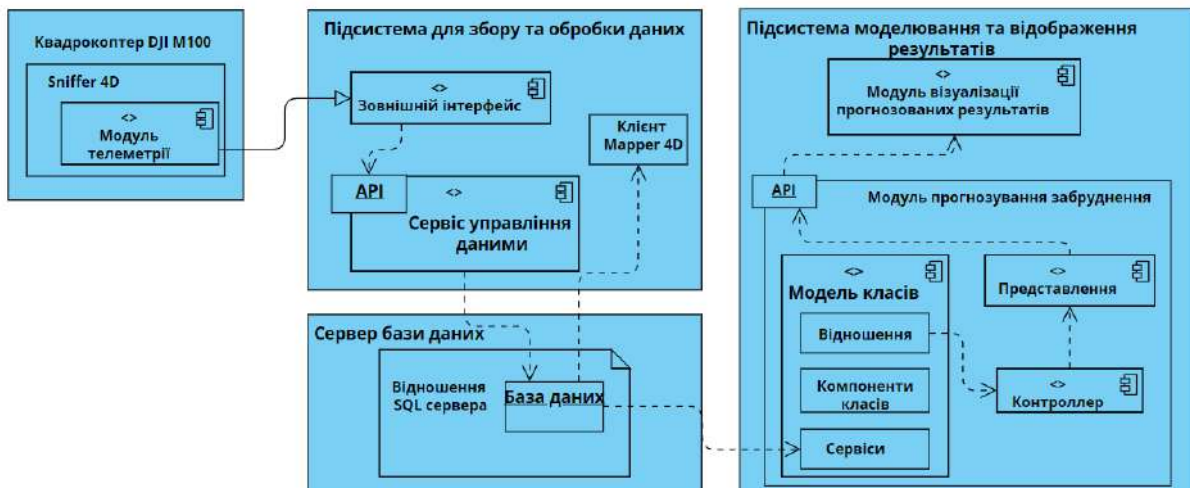 Квадрокоптер DJI M100
Sniffer 4D
<>
Модуль
телеметрії
Підсистема для збору та обробки даних
<>
Зовнішній інтерфейс
Клієнт
Mapper 4D
API
<>
Сервіс управління
даними
Сервер бази даних
Відношення
SQL сервера
База даних
Підсистема моделювання та відображення
результатів
<>
Модуль візуалізації
прогнозованих результатів
API
Модуль прогнозування забруднення
<>
Модель класів
Відношення
Компоненти
класів
Сервіси
<>
Представлення
<>
Контроллер